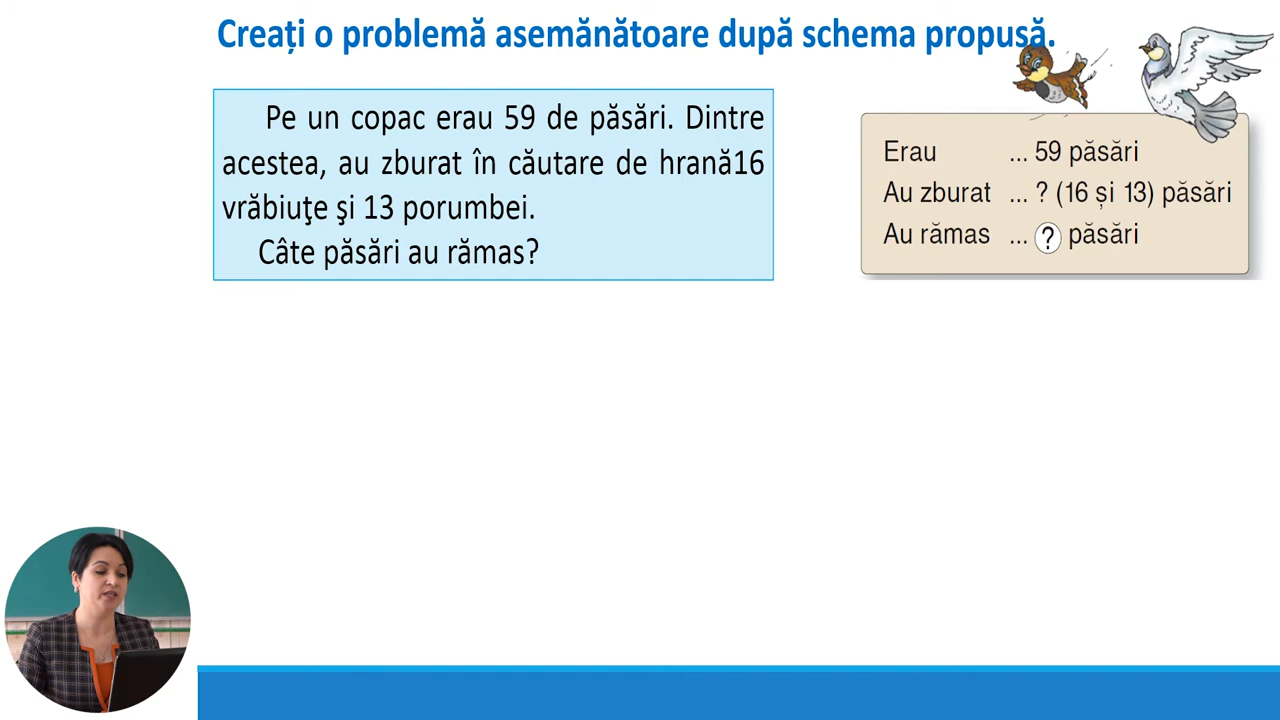 Creați o problemă asemănătoare după schema propusă.
Pe un copac erau 59 de păsări. Dintre
acestea, au zburat în căutare de hrană16
vrăbiuţe şi 13 porumbei.
Câte păsări au rămas?
Erau ... 59 păsări
Au zburat ... ? (16 și 13) păsări
Au rămas ... ? păsări